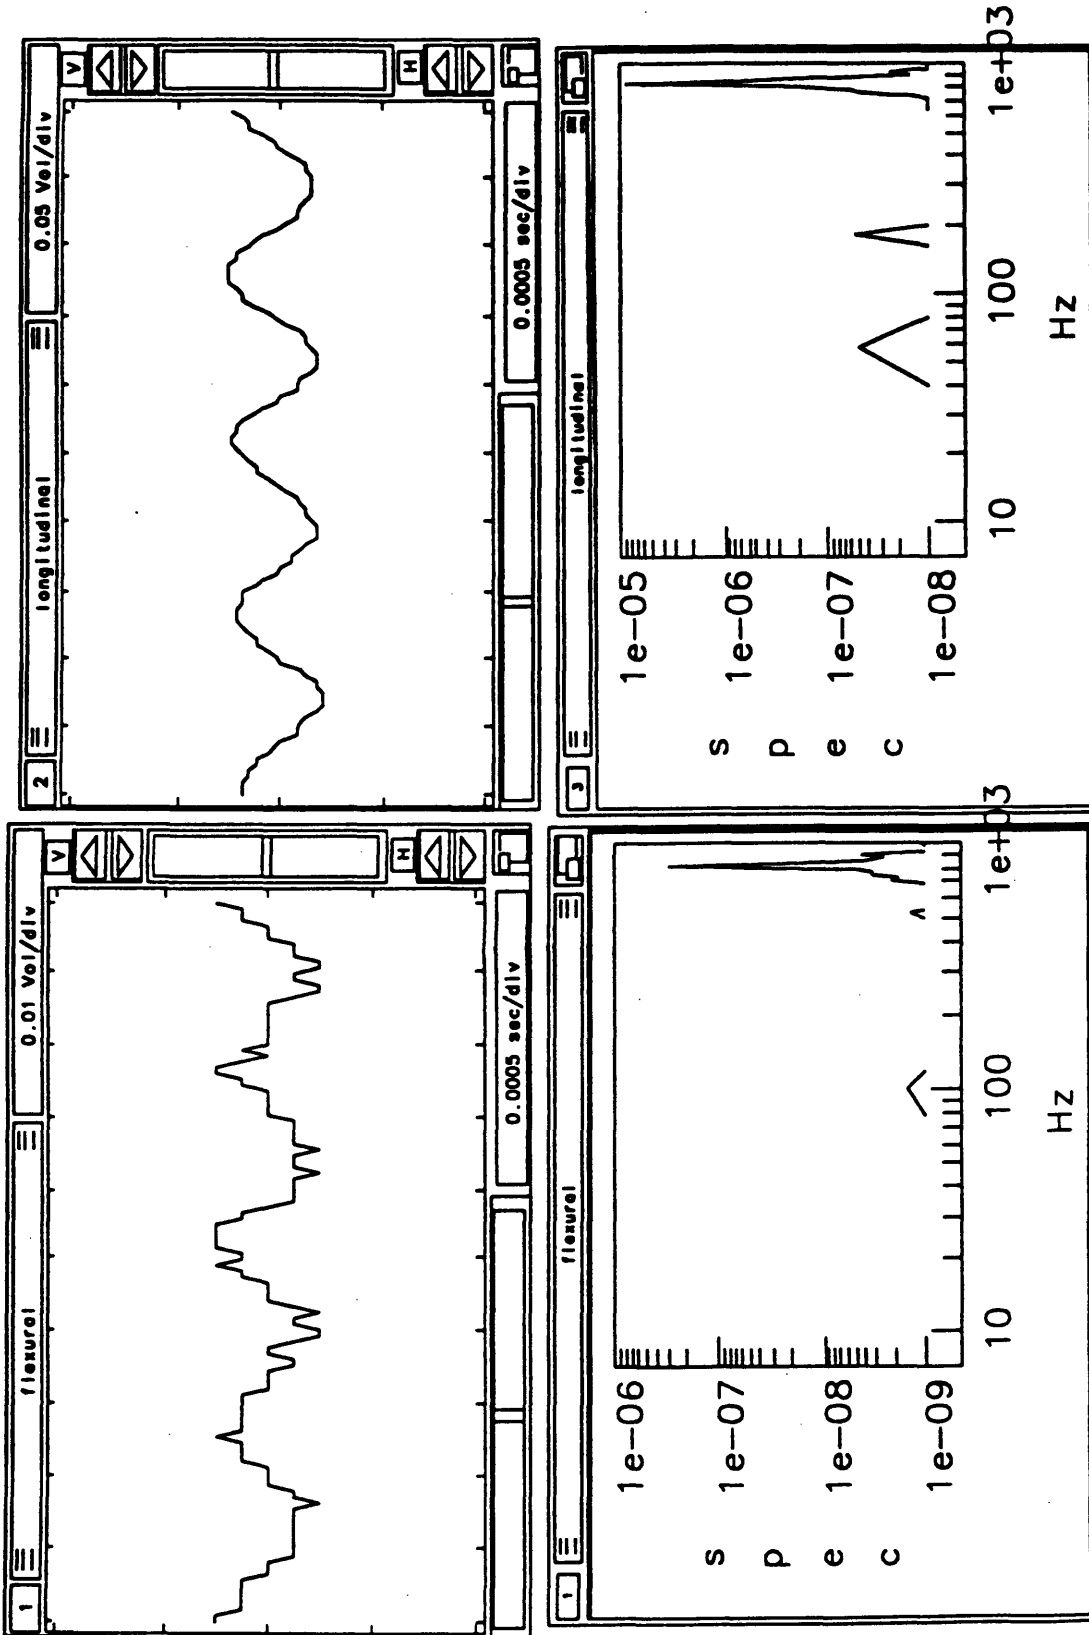 1
flexural
0.01 Vol/div
V
H
0.0005 sec/div
2
longitudinal
0.05 Vol/div
V
H
0.0005 sec/div
1
flexural
spec
1e-06
1e-07
1e-08
1e-09
10
100
1e+03
Hz
3
longitudinal
spec
1e-05
1e-06
1e-07
1e-08
10
100
1e+03
Hz